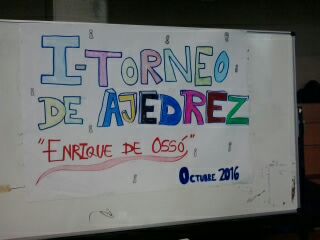 I-TORNEO
DE AJEDREZ
"ENRIQUE DE OSSÓ"
OCTUBRE 2016